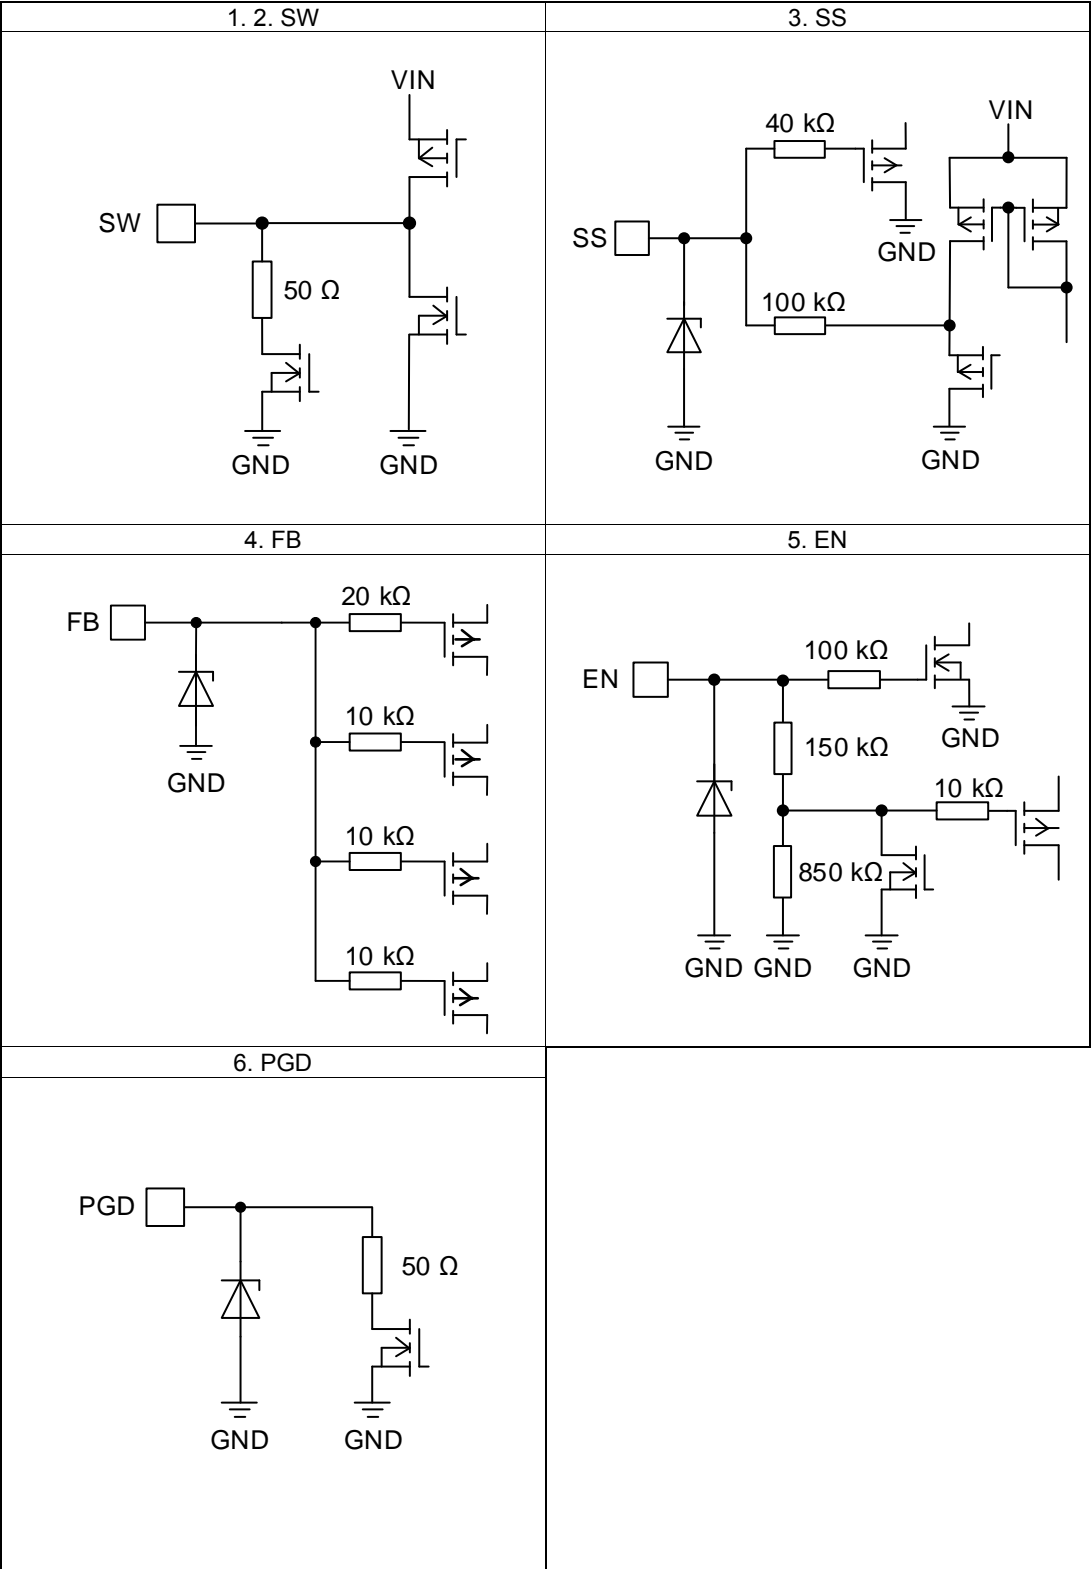 1. 2. SW
VIN
SW
50 Ω
GND
GND
3. SS
VIN
40 kΩ
SS
GND
100 kΩ
GND
GND
4. FB
20 kΩ
FB
10 kΩ
GND
10 kΩ
10 kΩ
5. EN
100 kΩ
EN
GND
150 kΩ
10 kΩ
850 kΩ
GND GND GND
6. PGD
PGD
50 Ω
GND GND